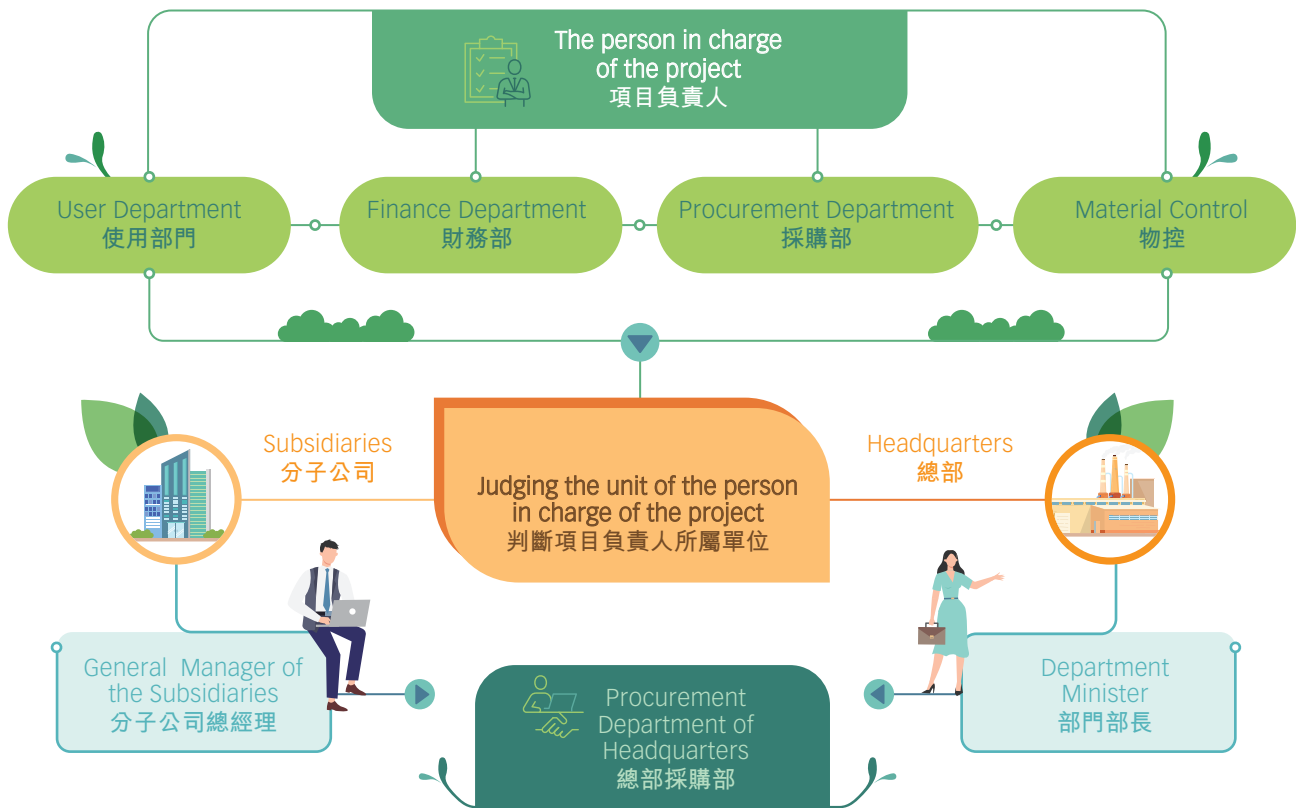 The person in charge
of the project
項目負責人
User Department
使用部門
Finance Department
財務部
Procurement Department
採購部
Material Control
物控
Subsidiaries
分子公司
Judging the unit of the person
in charge of the project
判斷項目負責人所屬單位
Headquarters
總部
General Manager of
the Subsidiaries
分子公司總經理
Procurement
Department of
Headquarters
總部採購部
Department
Minister
部門部長